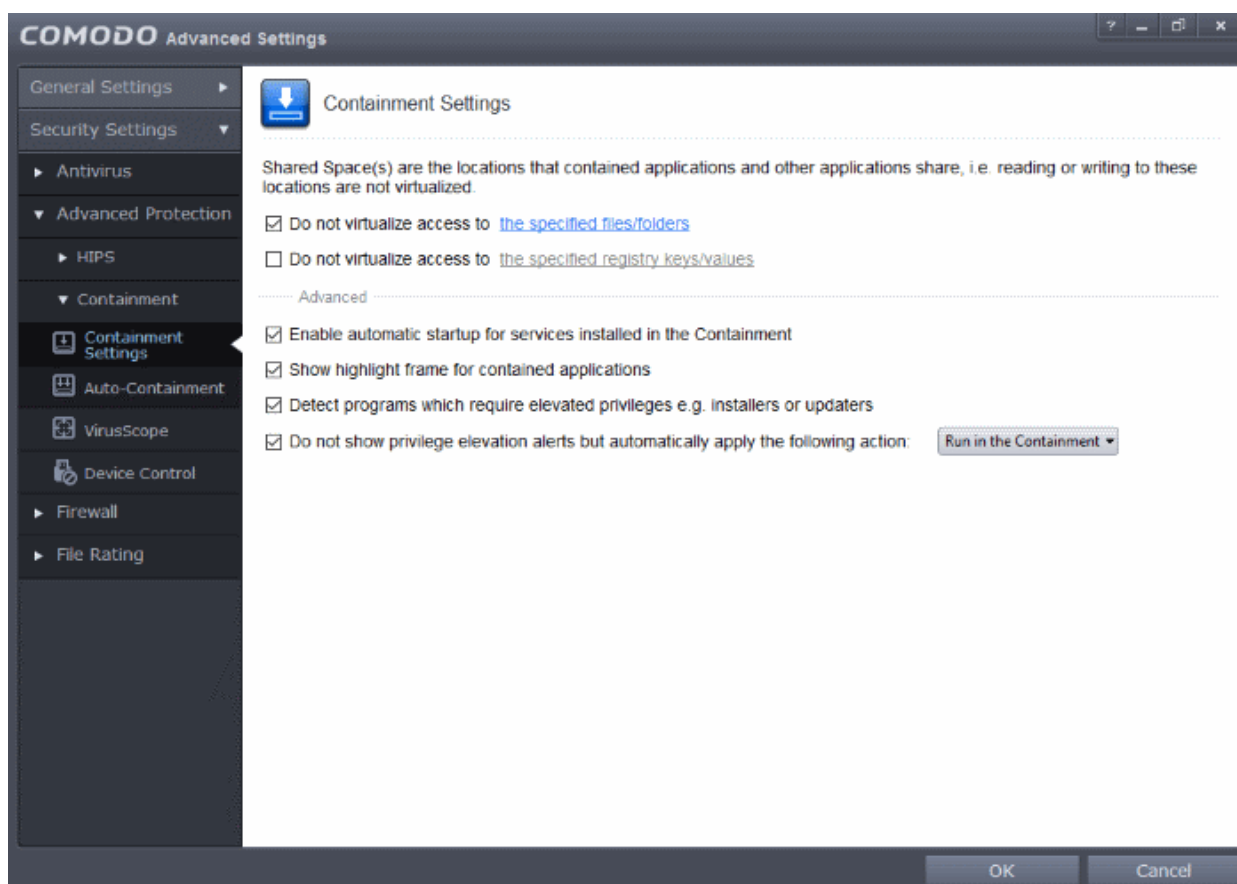 COMODO Advanced Settings
?
General Settings
Security Settings
Antivirus
Advanced Protection
HIPS
Containment
Containment
Settings
Auto-Containment
VirusScope
Device Control
Firewall
File Rating
Containment Settings
Shared Space(s) are the locations that contained applications and other applications share, i.e. reading or writing to these
locations are not virtualized.
Do not virtualize access to the specified files/folders
Do not virtualize access to the specified registry keys/values
Advanced
Enable automatic startup for services installed in the Containment
Show highlight frame for contained applications
Detect programs which require elevated privileges e.g. installers or updaters
Do not show privilege elevation alerts but automatically apply the following action: Run in the Containment
OK Cancel